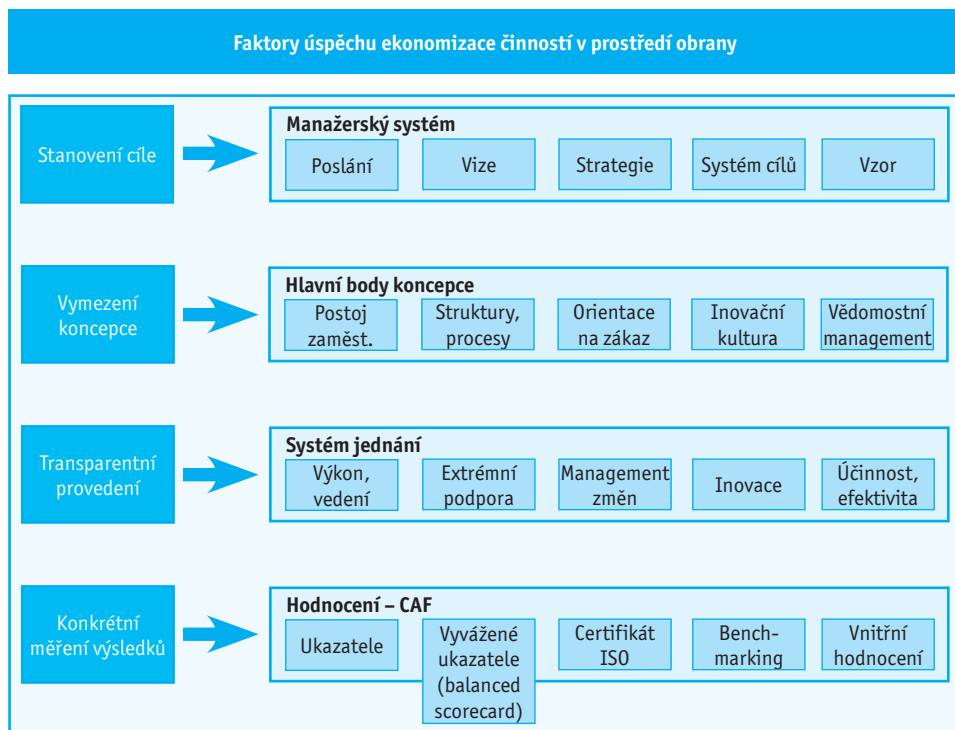 Faktory úspěchu ekonomizace činností v prostředí obrany
Stanovení cíle
Manažerský systém
Poslání
Vize
Strategie
Systém cílů
Vzor
Vymezení
koncepce
Hlavní body koncepce
Postoj
zaměst.
Struktury,
procesy
Orientace
na zákaz
Inovační
kultura
Vědomostní
management
Transparentní
provedení
Systém jednání
Výkon,
vedení
Extrémní
podpora
Management
změn
Inovace
Účinnost,
efektivita
Konkrétní
měření výsledků
Hodnocení – CAF
Ukazatele
Vyvážené
ukazatele
(balanced
scorecard)
Certifikát
ISO
Bench-
marking
Vnitřní
hodnocení